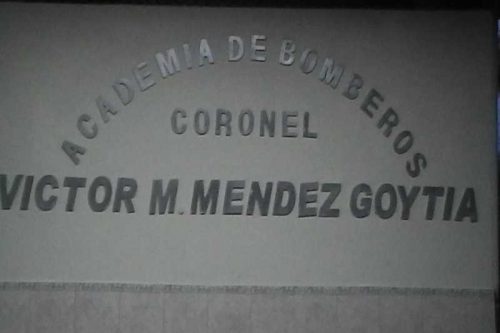 ACADEMIA DE BOMBEROS
CORONEL
VICTOR M. MENDEZ GOYTIA